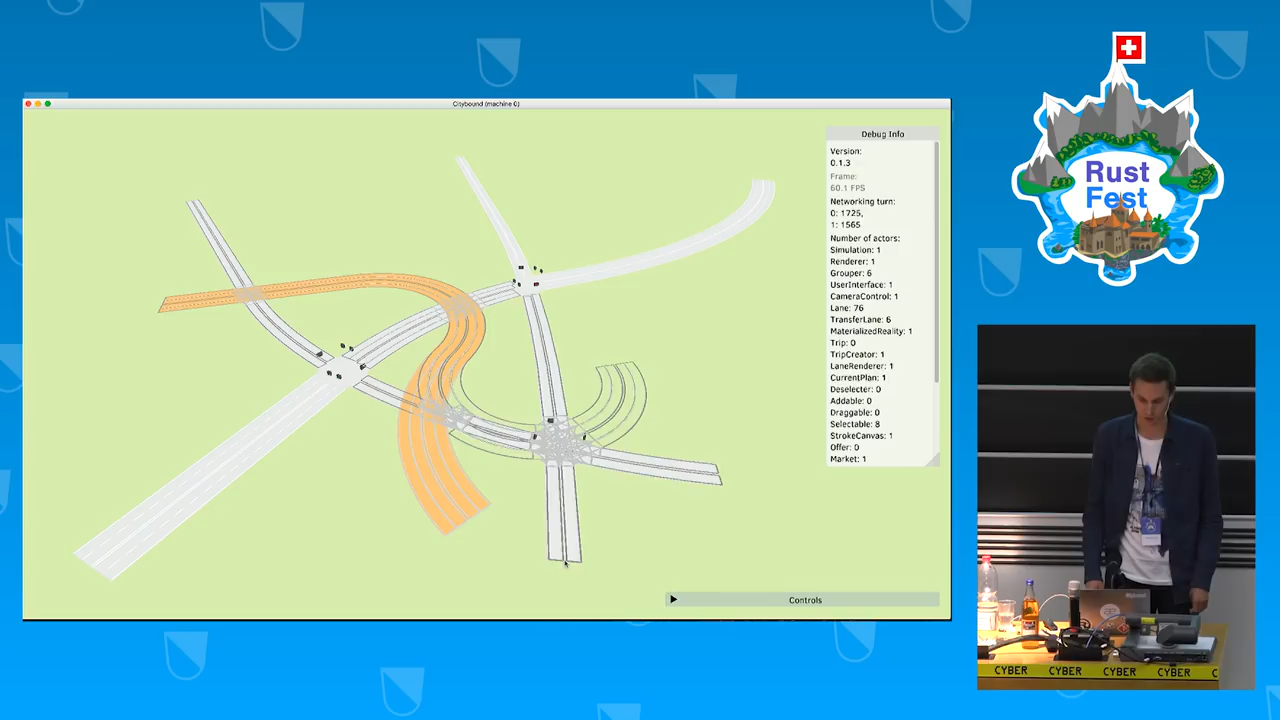 Citybound (machine 0)
Debug Info
Version:
0.1.3
Frame:
60.1 FPS
Networking turn:
0: 1725,
1: 1565
Number of actors:
Simulation: 1
Renderer: 1
Grouper: 6
UserInterface: 1
CameraControl: 1
Lane: 76
TransferLane: 6
MaterializedReality: 1
Trip: 0
TripCreator: 1
LaneRenderer: 1
CurrentPlan: 1
Deselecter: 0
Addable: 0
Draggable: 0
Selectable: 8
StrokeCanvas: 1
Offer: 0
Market: 1
Controls
Rust
Fest
CYBER CYBER CYBER CYBER C